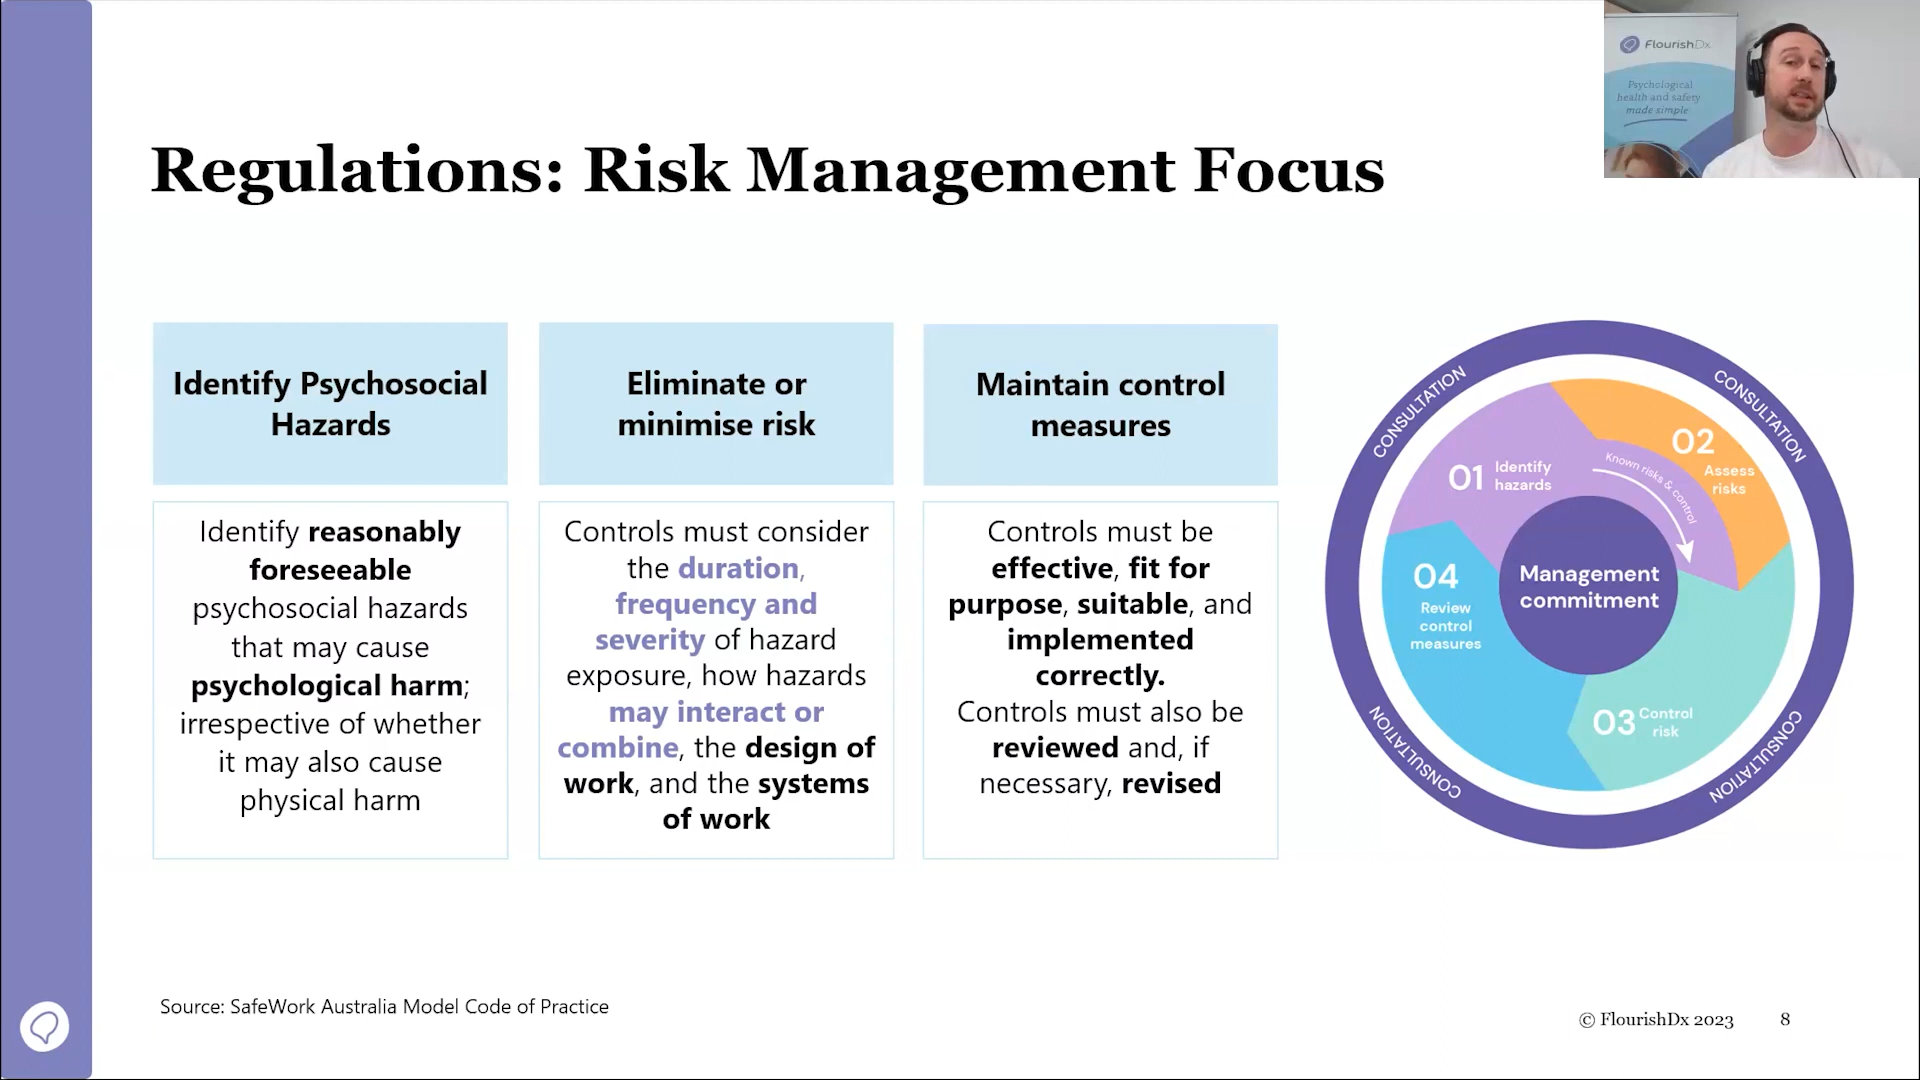 FlourishDx
Psychological
health and safety
made simple
Regulations: Risk Management Focus
Identify Psychosocial
Hazards
Identify reasonably
foreseeable
psychosocial hazards
that may cause
psychological harm;
irrespective of whether
it may also cause
physical harm
Eliminate or
minimise risk
Controls must consider
the duration,
frequency and
severity of hazard
exposure, how hazards
may interact or
combine, the design of
work, and the systems
of work
Maintain control
measures
Controls must be
effective, fit for
purpose, suitable, and
implemented
correctly.
Controls must also be
reviewed and, if
necessary, revised
CONSULTATION
CONSULTATION
CONSULTATION
CONSULTATION
01 Identify
hazards
02
Assess
risks
Known risks & control
Management
commitment
03 Control
risk
04
Review
control
measures
Source: SafeWork Australia Model Code of Practice
© FlourishDx 2023
8